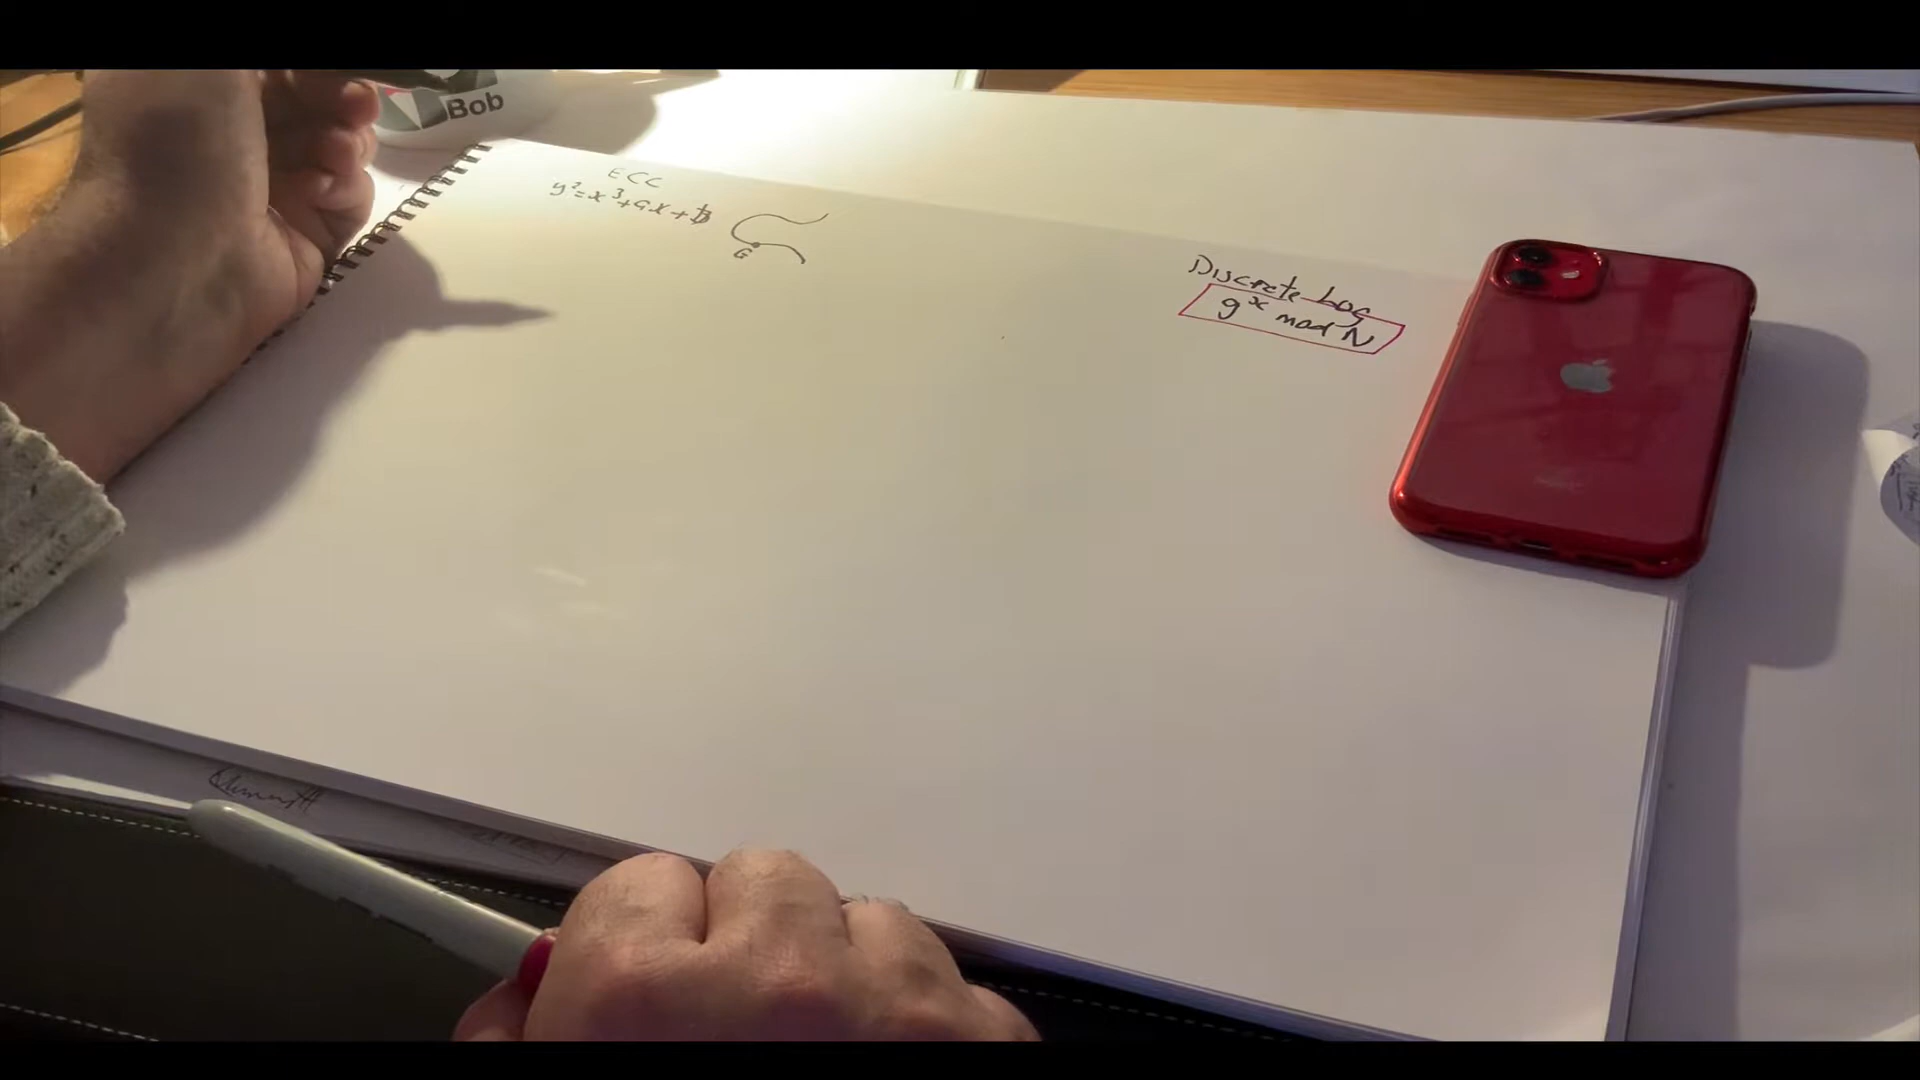 Bob
ECC
y²=x³+ax+b
G
Discrete Log
g^x mod N